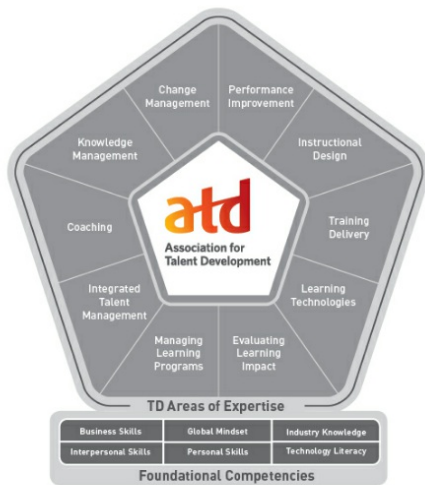 Change
Management
Performance
Improvement
Knowledge
Management
Instructional
Design
Coaching
atd
Association for
Talent Development
Training
Delivery
Integrated
Talent
Management
Learning
Technologies
Managing
Learning
Programs
Evaluating
Learning
Impact
TD Areas of Expertise
Business Skills
Global Mindset
Industry Knowledge
Interpersonal Skills
Personal Skills
Technology Literacy
Foundational Competencies